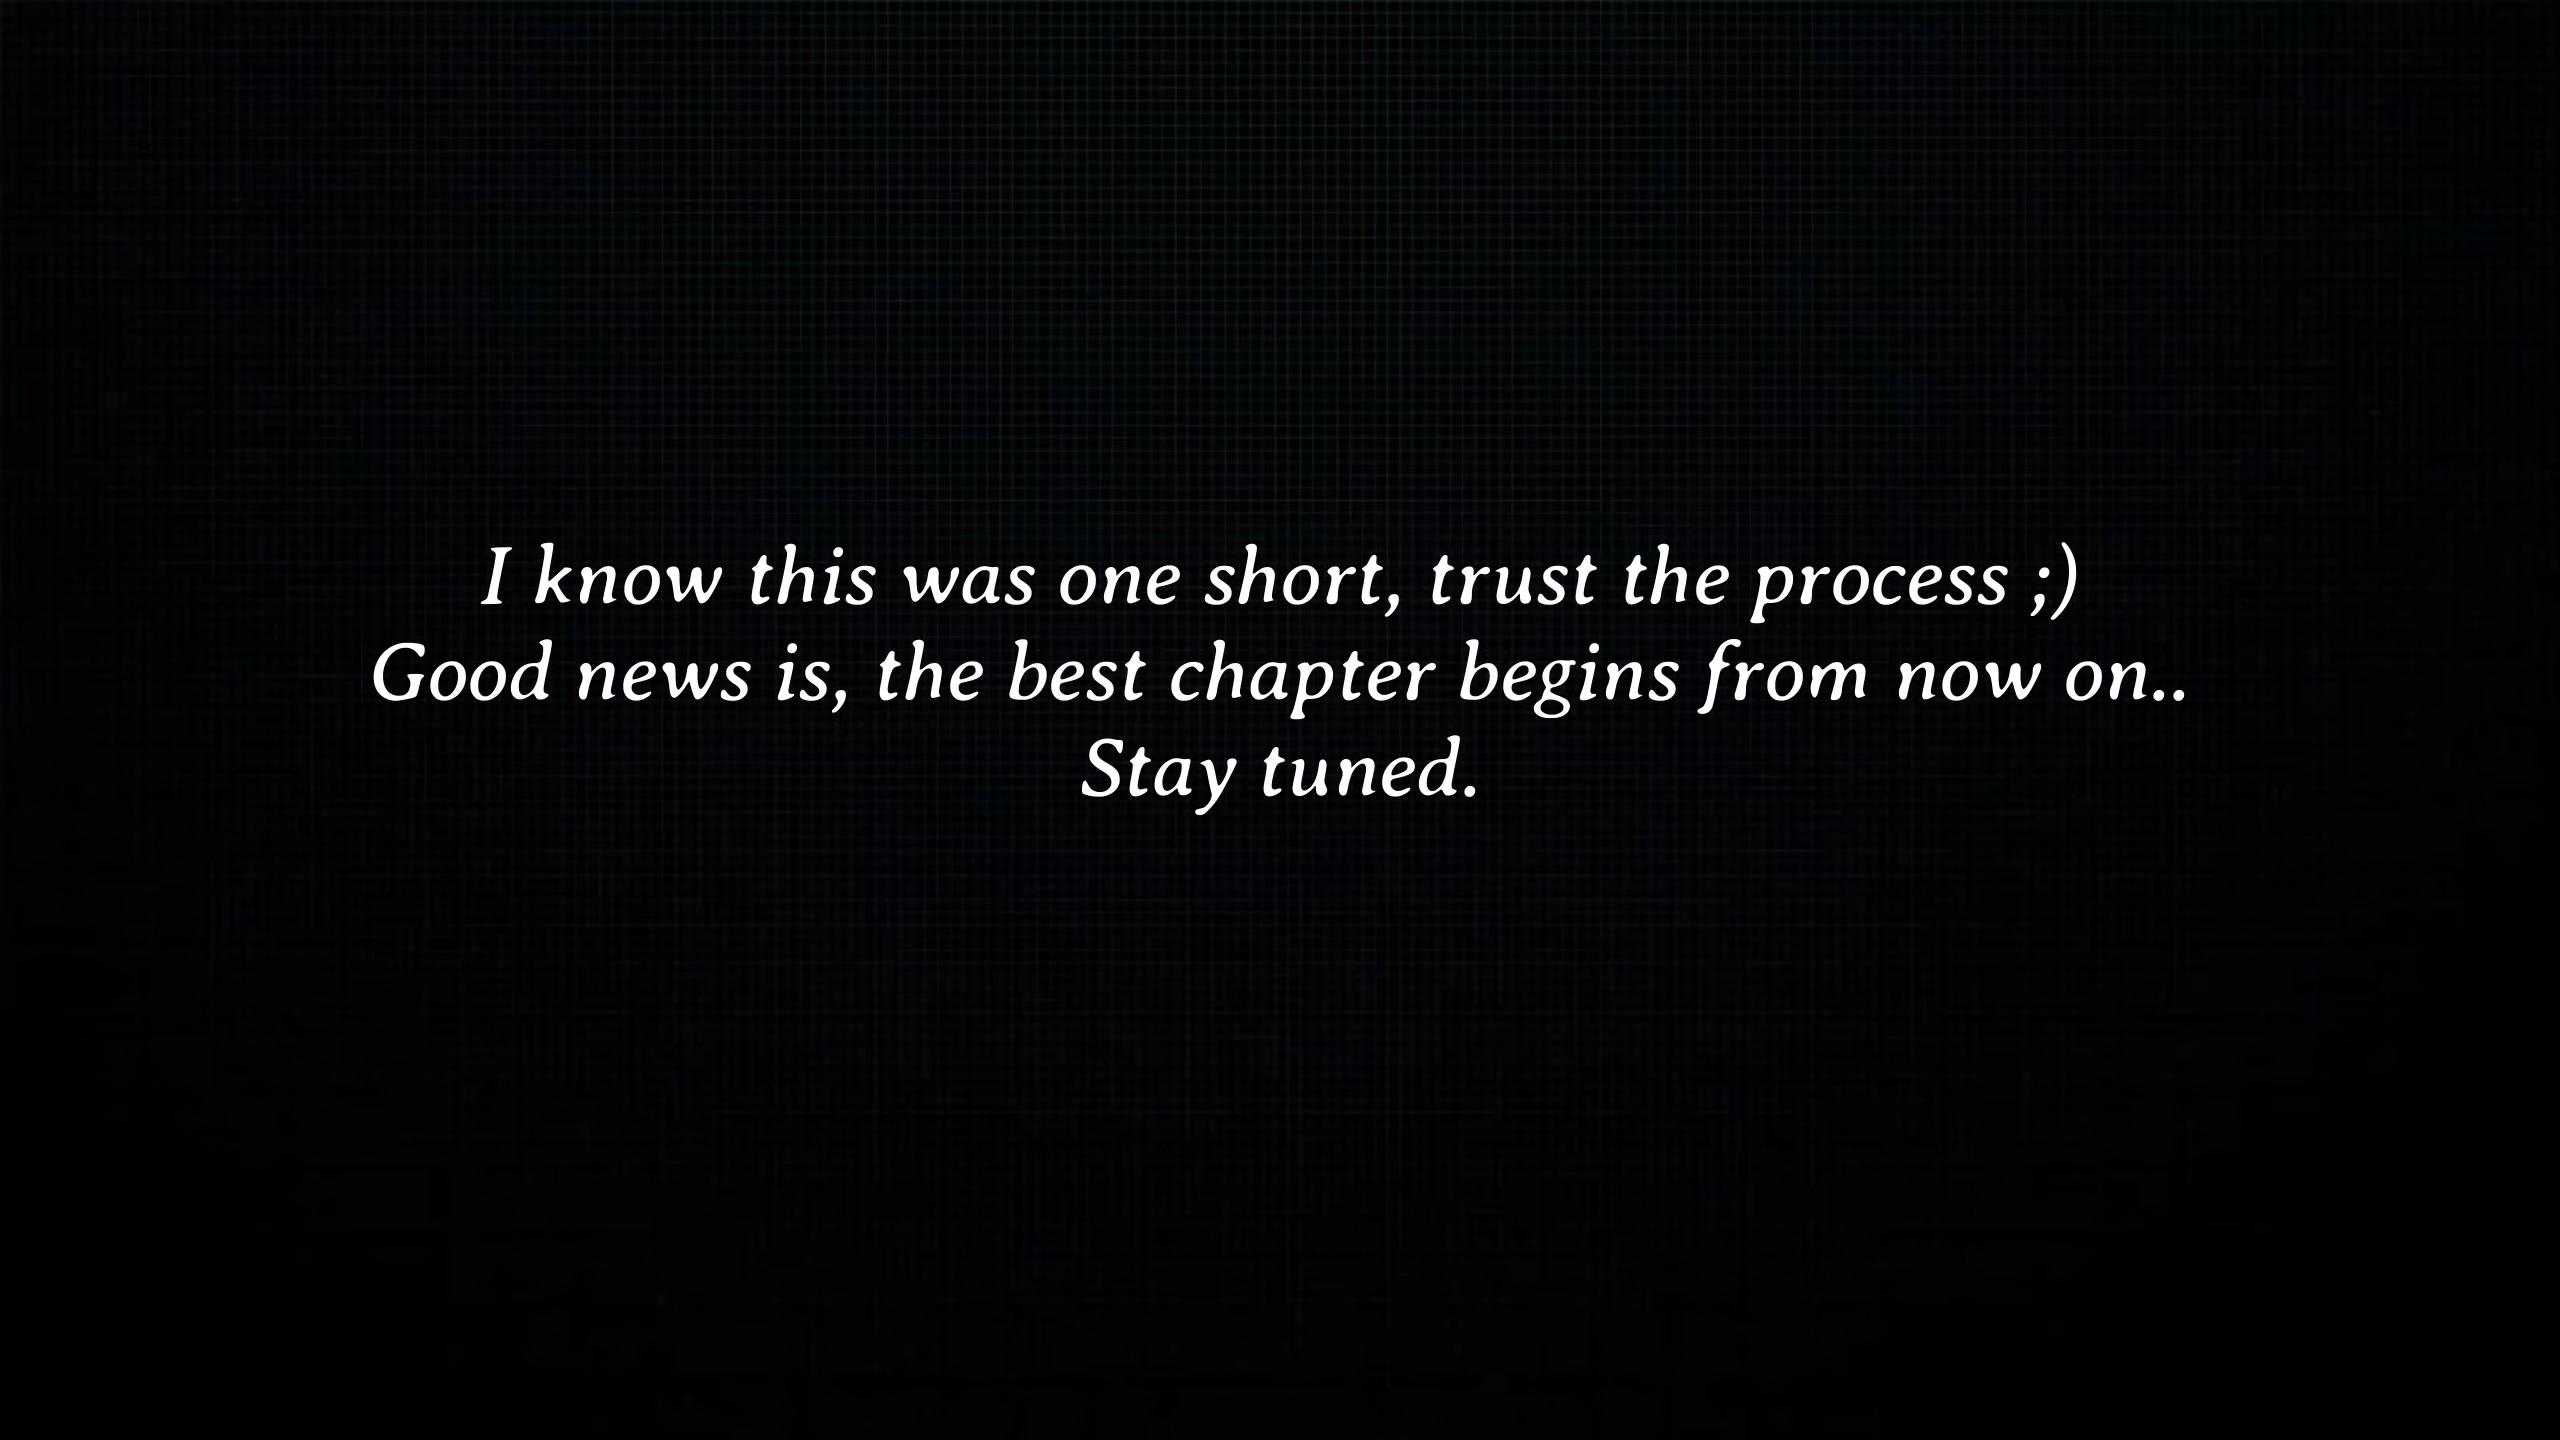 I know this was one short, trust the process ;)
Good news is, the best chapter begins from now on..
Stay tuned.